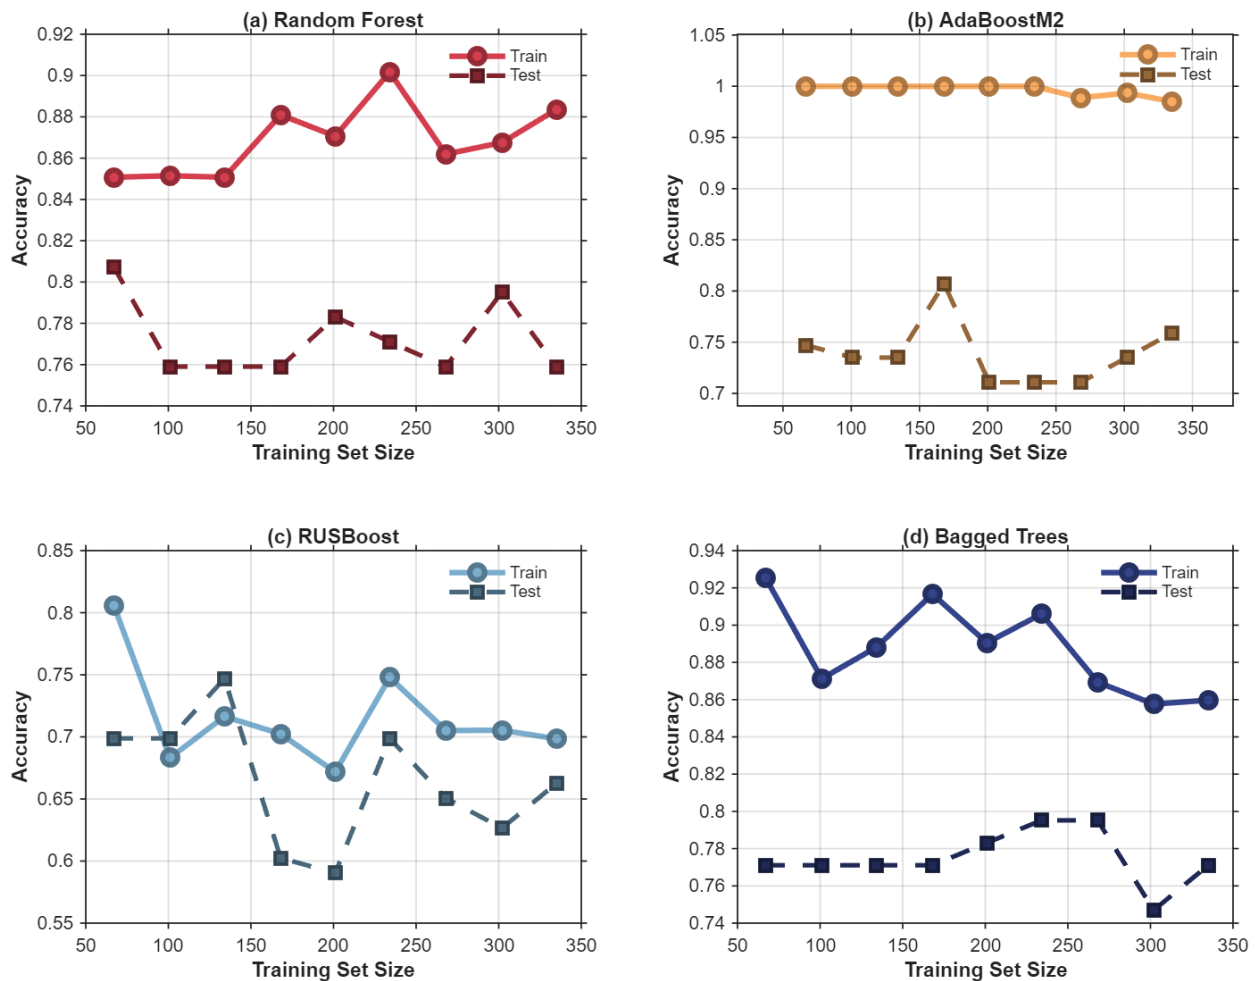 (a) Random Forest
Train
Test
0.92
0.9
0.88
0.86
0.84
0.82
0.8
0.78
0.76
0.74
Accuracy
50 100 150 200 250 300 350
Training Set Size
(b) AdaBoostM2
Train
Test
1.05
1
0.95
0.9
0.85
0.8
0.75
0.7
Accuracy
50 100 150 200 250 300 350
Training Set Size
(c) RUSBoost
Train
Test
0.85
0.8
0.75
0.7
0.65
0.6
0.55
Accuracy
50 100 150 200 250 300 350
Training Set Size
(d) Bagged Trees
Train
Test
0.94
0.92
0.9
0.88
0.86
0.84
0.82
0.8
0.78
0.76
0.74
Accuracy
50 100 150 200 250 300 350
Training Set Size